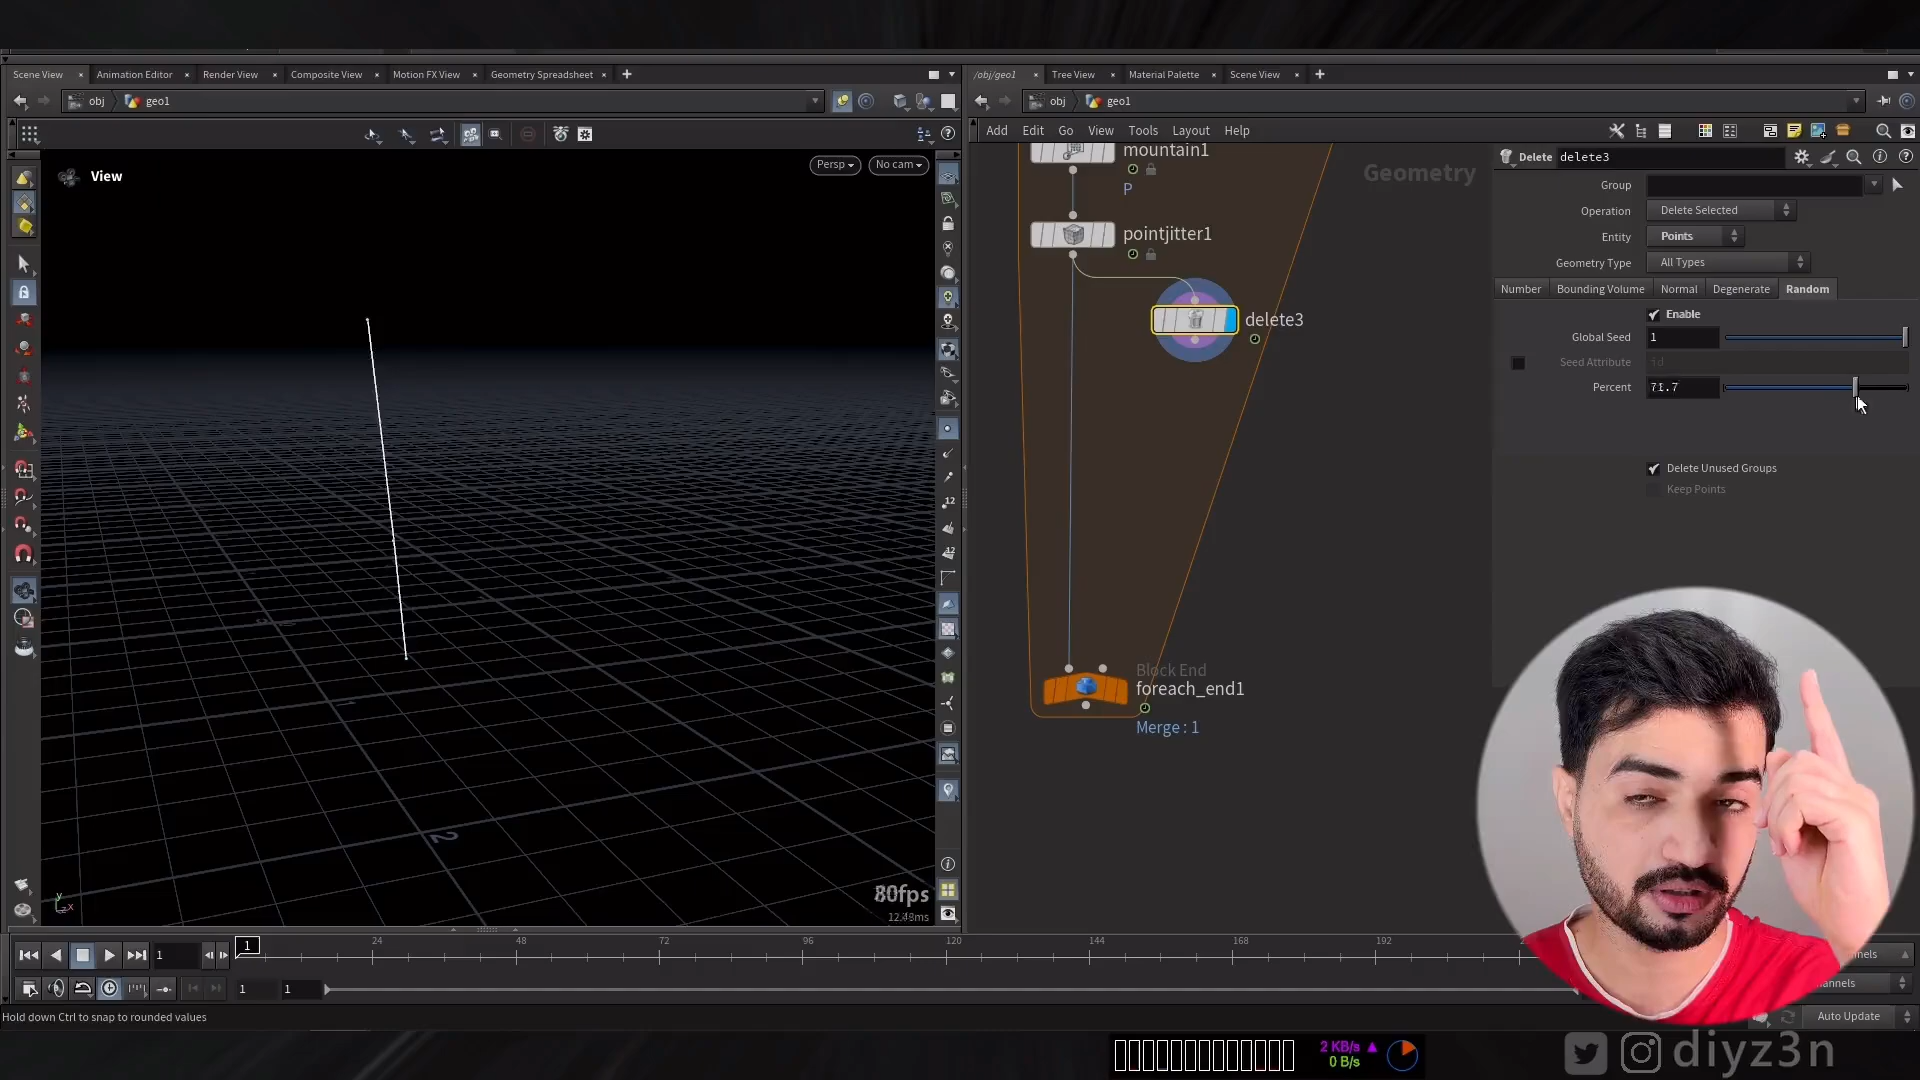 Scene View
Animation Editor
Render View
Composite View
Motion FX View
Geometry Spreadsheet
/obj/geo1
Tree View
Material Palette
Scene View
obj
geo1
obj
geo1
Add
Edit
Go
View
Tools
Layout
Help
View
Persp
No cam
Geometry
mountain1
P
pointjitter1
delete3
Block End
foreach_end1
Merge : 1
Delete
delete3
Group
Operation
Delete Selected
Entity
Points
Geometry Type
All Types
Number
Bounding Volume
Normal
Degenerate
Random
Enable
Global Seed
1
Seed Attribute
id
Percent
71.7
Delete Unused Groups
Keep Points
12
12
2
80fps
y
x
1
1
24
48
72
96
120
144
168
192
1
1
Hold down Ctrl to snap to rounded values
Auto Update
2 KB/s
0 B/s
diyz3n